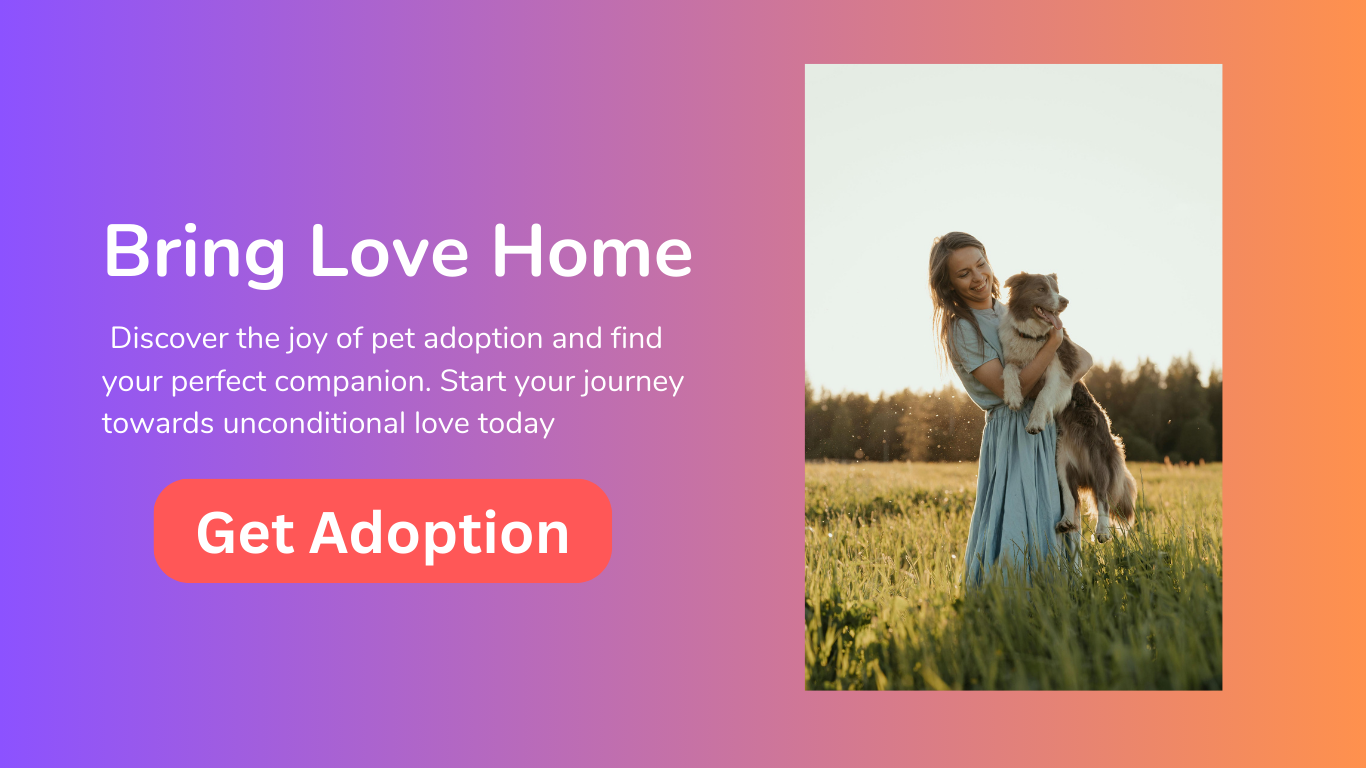 Bring Love Home
Discover the joy of pet adoption and find
your perfect companion. Start your journey
towards unconditional love today
Get Adoption